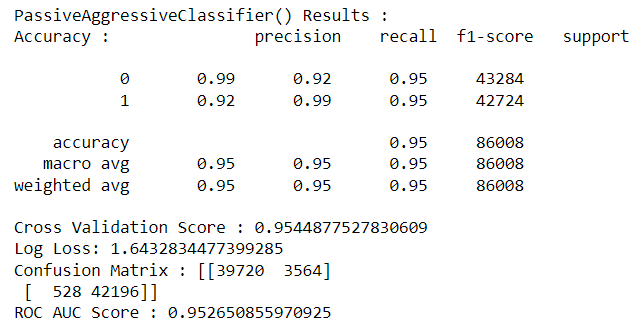 PassiveAggressiveClassifier() Results :
Accuracy : precision recall f1-score support
0 0.99 0.92 0.95 43284
1 0.92 0.99 0.95 42724
accuracy 0.95 86008
macro avg 0.95 0.95 0.95 86008
weighted avg 0.95 0.95 0.95 86008
Cross Validation Score : 0.9544877527830609
Log Loss: 1.6432834477399285
Confusion Matrix : [[39720 3564]
[ 528 42196]]
ROC AUC Score : 0.952650855970925